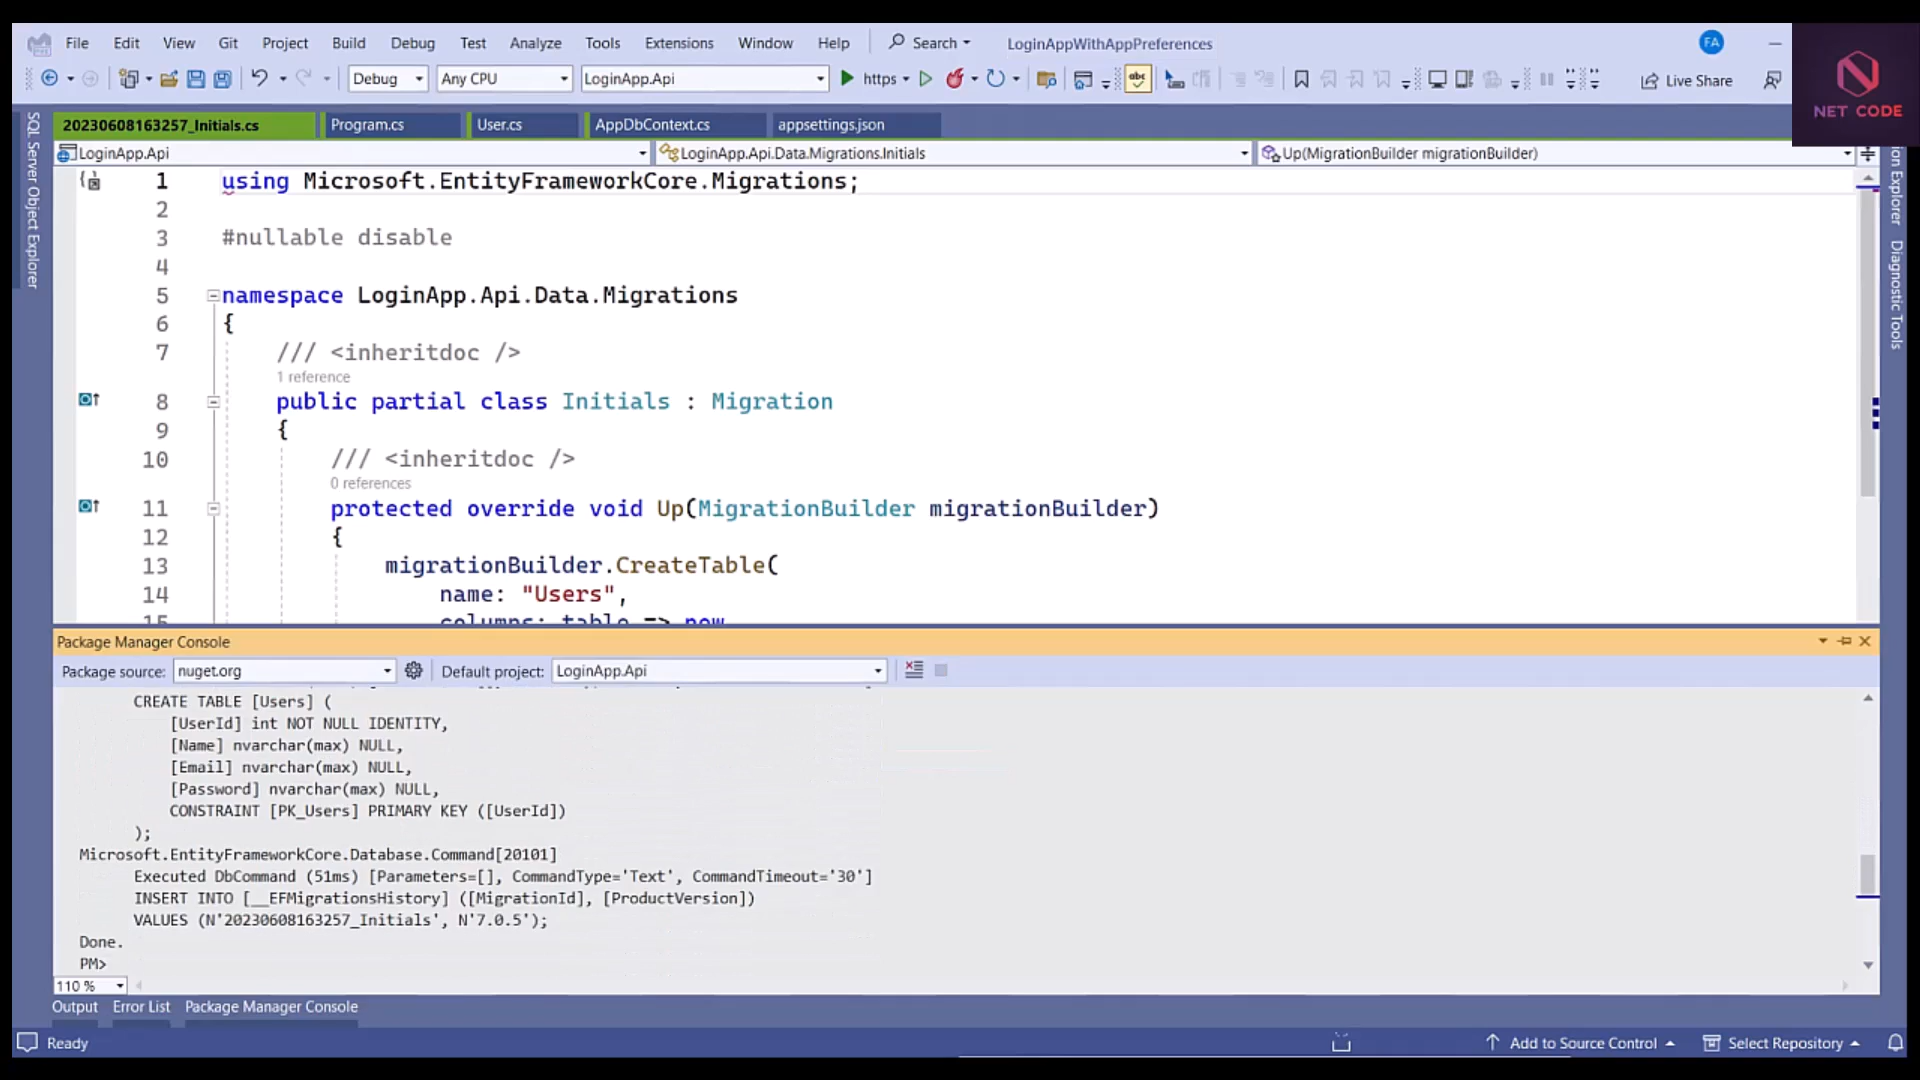 File Edit View Git Project Build Debug Test Analyze Tools Extensions Window Help Search LoginAppWithAppPreferences FA
Debug Any CPU LoginApp.Api https Live Share
NET CODE
20230608163257_Initials.cs Program.cs User.cs AppDbContext.cs appsettings.json
LoginApp.Api LoginApp.Api.Data.Migrations.Initials Up(MigrationBuilder migrationBuilder)
SQL Server Object Explorer
1 using Microsoft.EntityFrameworkCore.Migrations;
2
3 #nullable disable
4
5 namespace LoginApp.Api.Data.Migrations
6 {
7 /// <inheritdoc />
1 reference
8 public partial class Initials : Migration
9 {
10 /// <inheritdoc />
0 references
11 protected override void Up(MigrationBuilder migrationBuilder)
12 {
13 migrationBuilder.CreateTable(
14 name: "Users",
15 columns: table => new
Explorer
Diagnostic Tools
Package Manager Console
Package source: nuget.org Default project: LoginApp.Api
CREATE TABLE [Users] (
[UserId] int NOT NULL IDENTITY,
[Name] nvarchar(max) NULL,
[Email] nvarchar(max) NULL,
[Password] nvarchar(max) NULL,
CONSTRAINT [PK_Users] PRIMARY KEY ([UserId])
);
Microsoft.EntityFrameworkCore.Database.Command[20101]
Executed DbCommand (51ms) [Parameters=[], CommandType='Text', CommandTimeout='30']
INSERT INTO [__EFMigrationsHistory] ([MigrationId], [ProductVersion])
VALUES (N'20230608163257_Initials', N'7.0.5');
Done.
PM>
110 %
Output Error List Package Manager Console
Ready Add to Source Control Select Repository